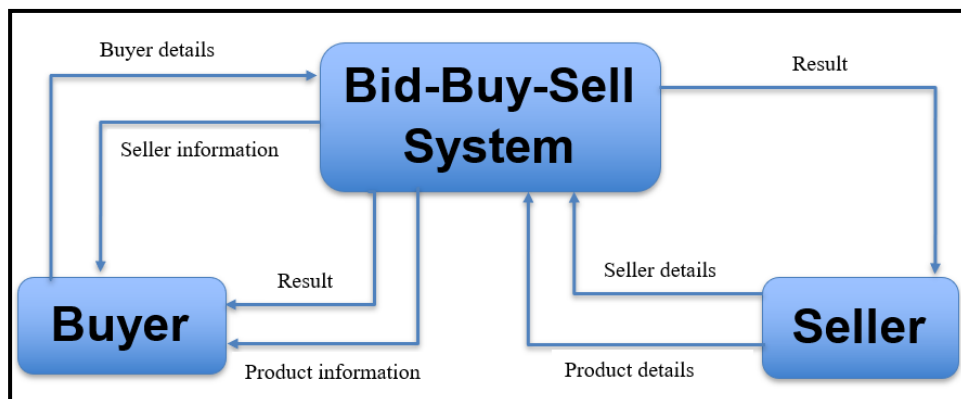 Buyer details
Bid-Buy-Sell
System
Result
Seller information
Seller details
Result
Buyer
Seller
Product information
Product details